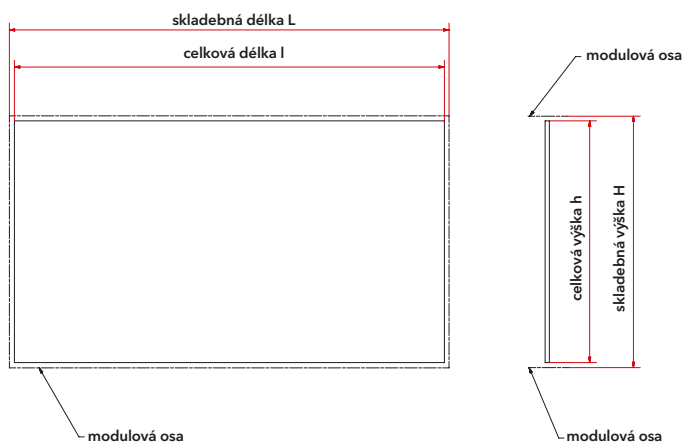 skladebná délka L
celková délka l
modulová osa
celková výška h
skladebná výška H
modulová osa
modulová osa